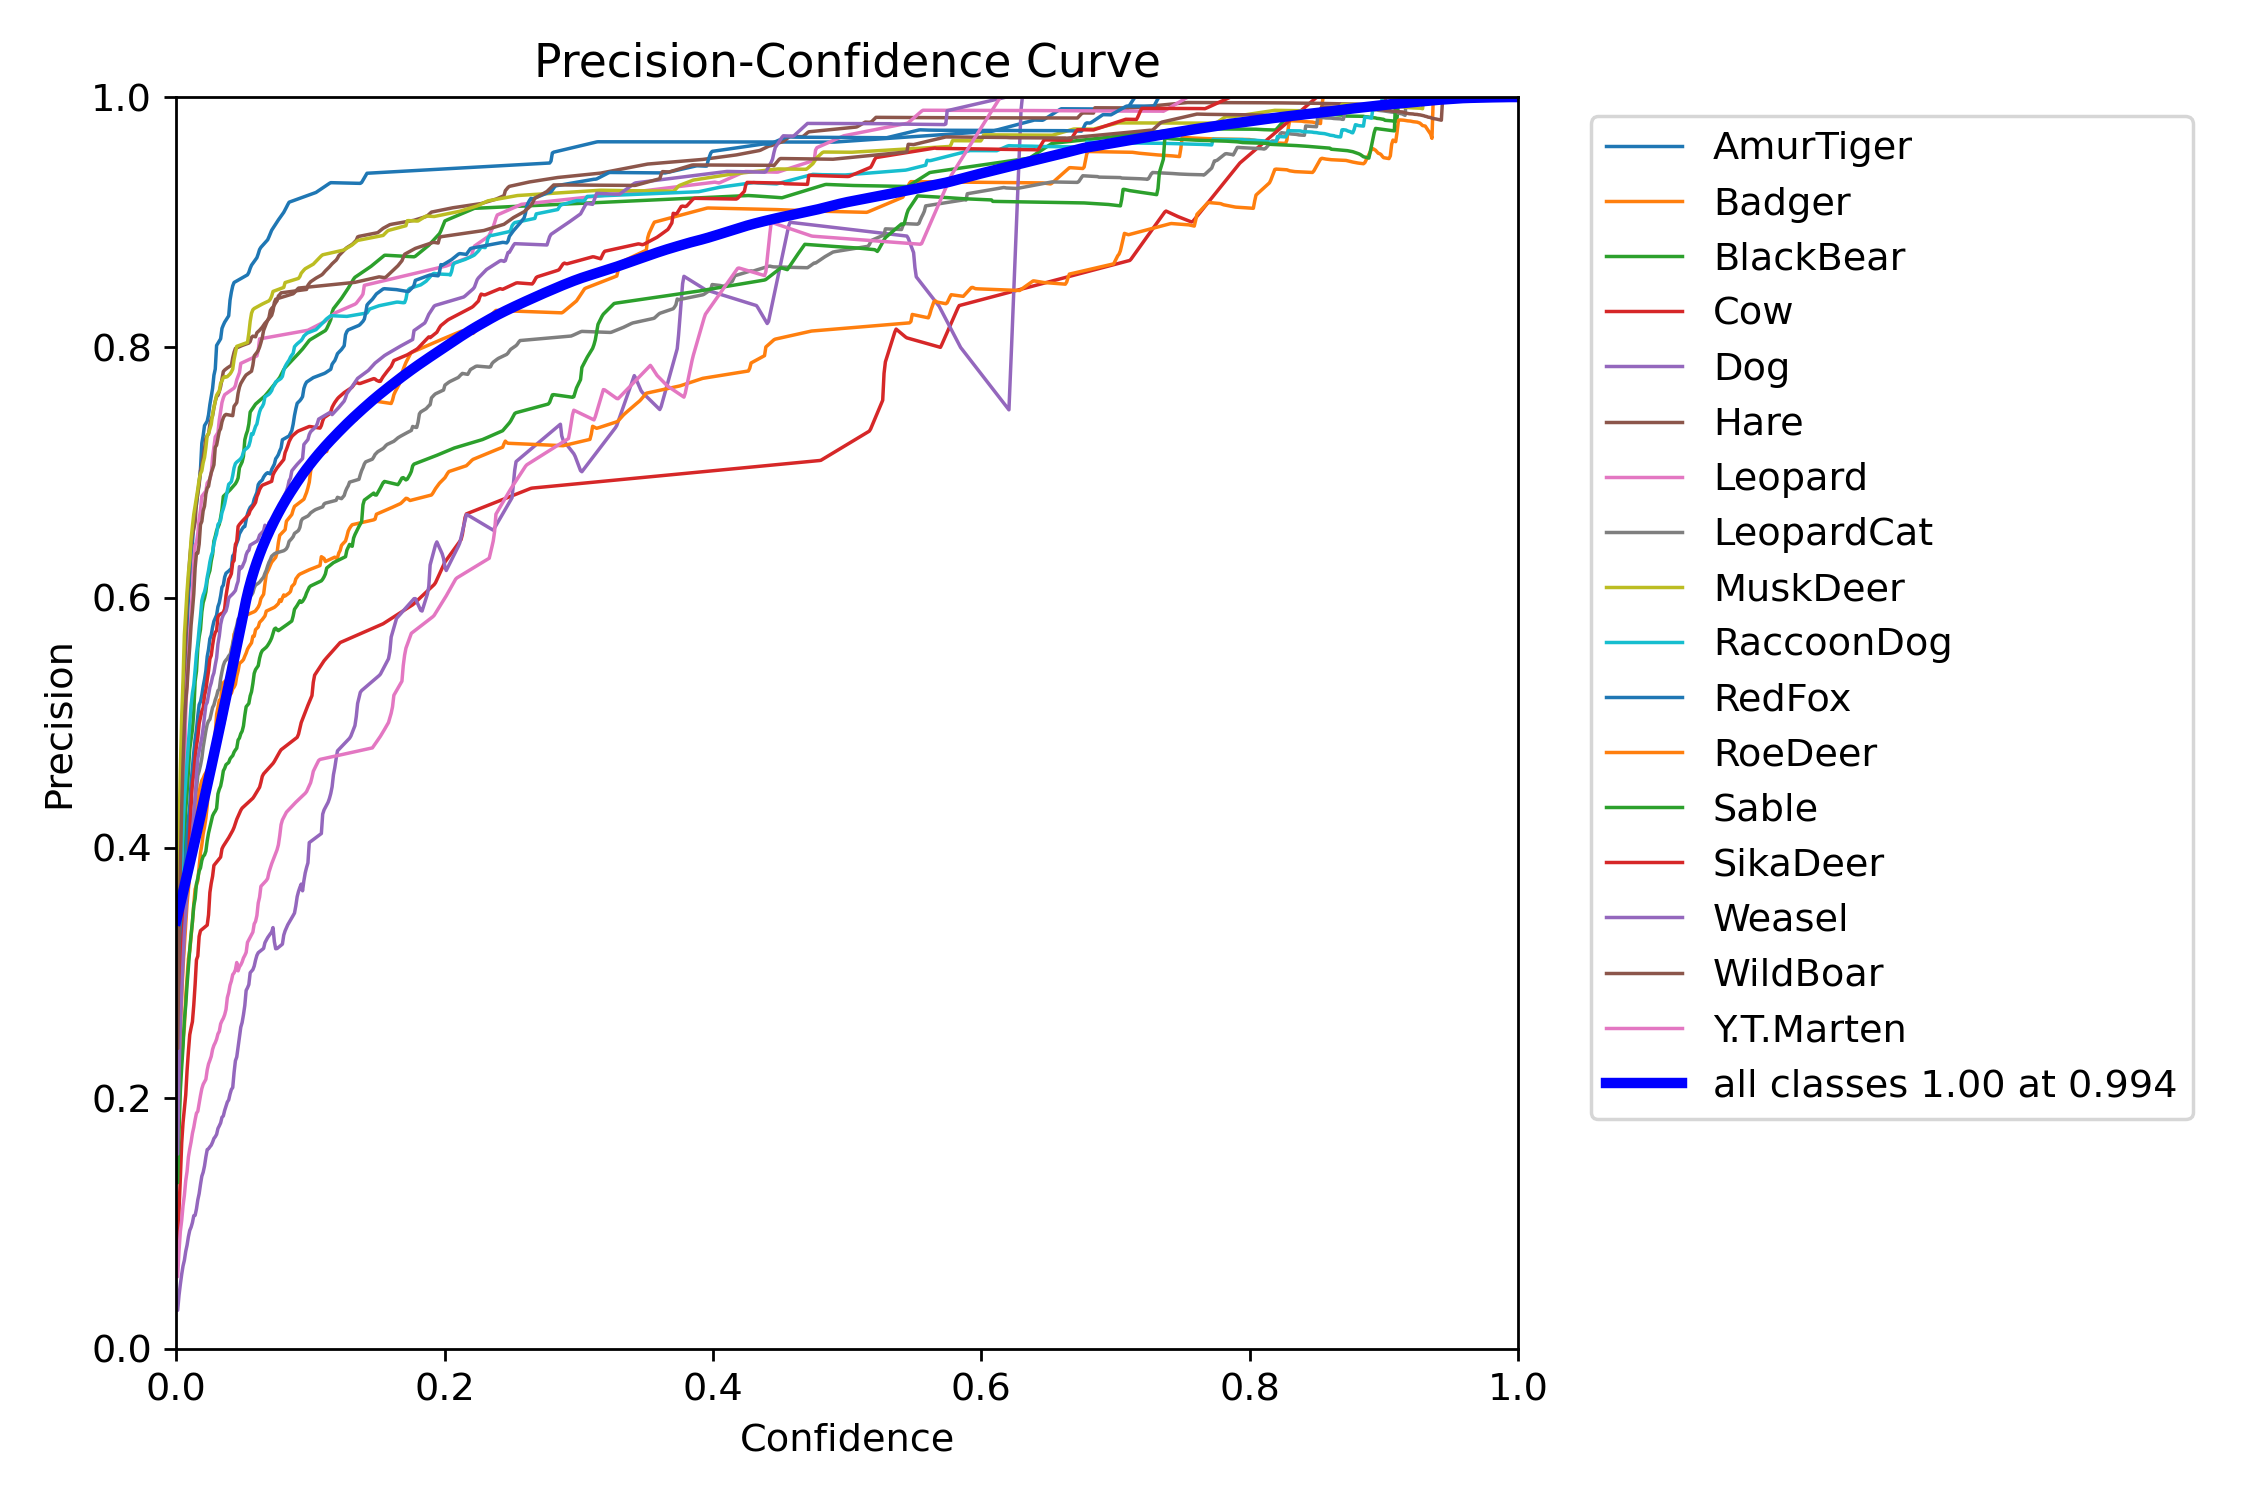 Precision-Confidence Curve
1.0
0.8
0.6
0.4
0.2
0.0
Precision
0.0 0.2 0.4 0.6 0.8 1.0
Confidence
AmurTiger
Badger
BlackBear
Cow
Dog
Hare
Leopard
LeopardCat
MuskDeer
RaccoonDog
RedFox
RoeDeer
Sable
SikaDeer
Weasel
WildBoar
Y.T.Marten
all classes 1.00 at 0.994